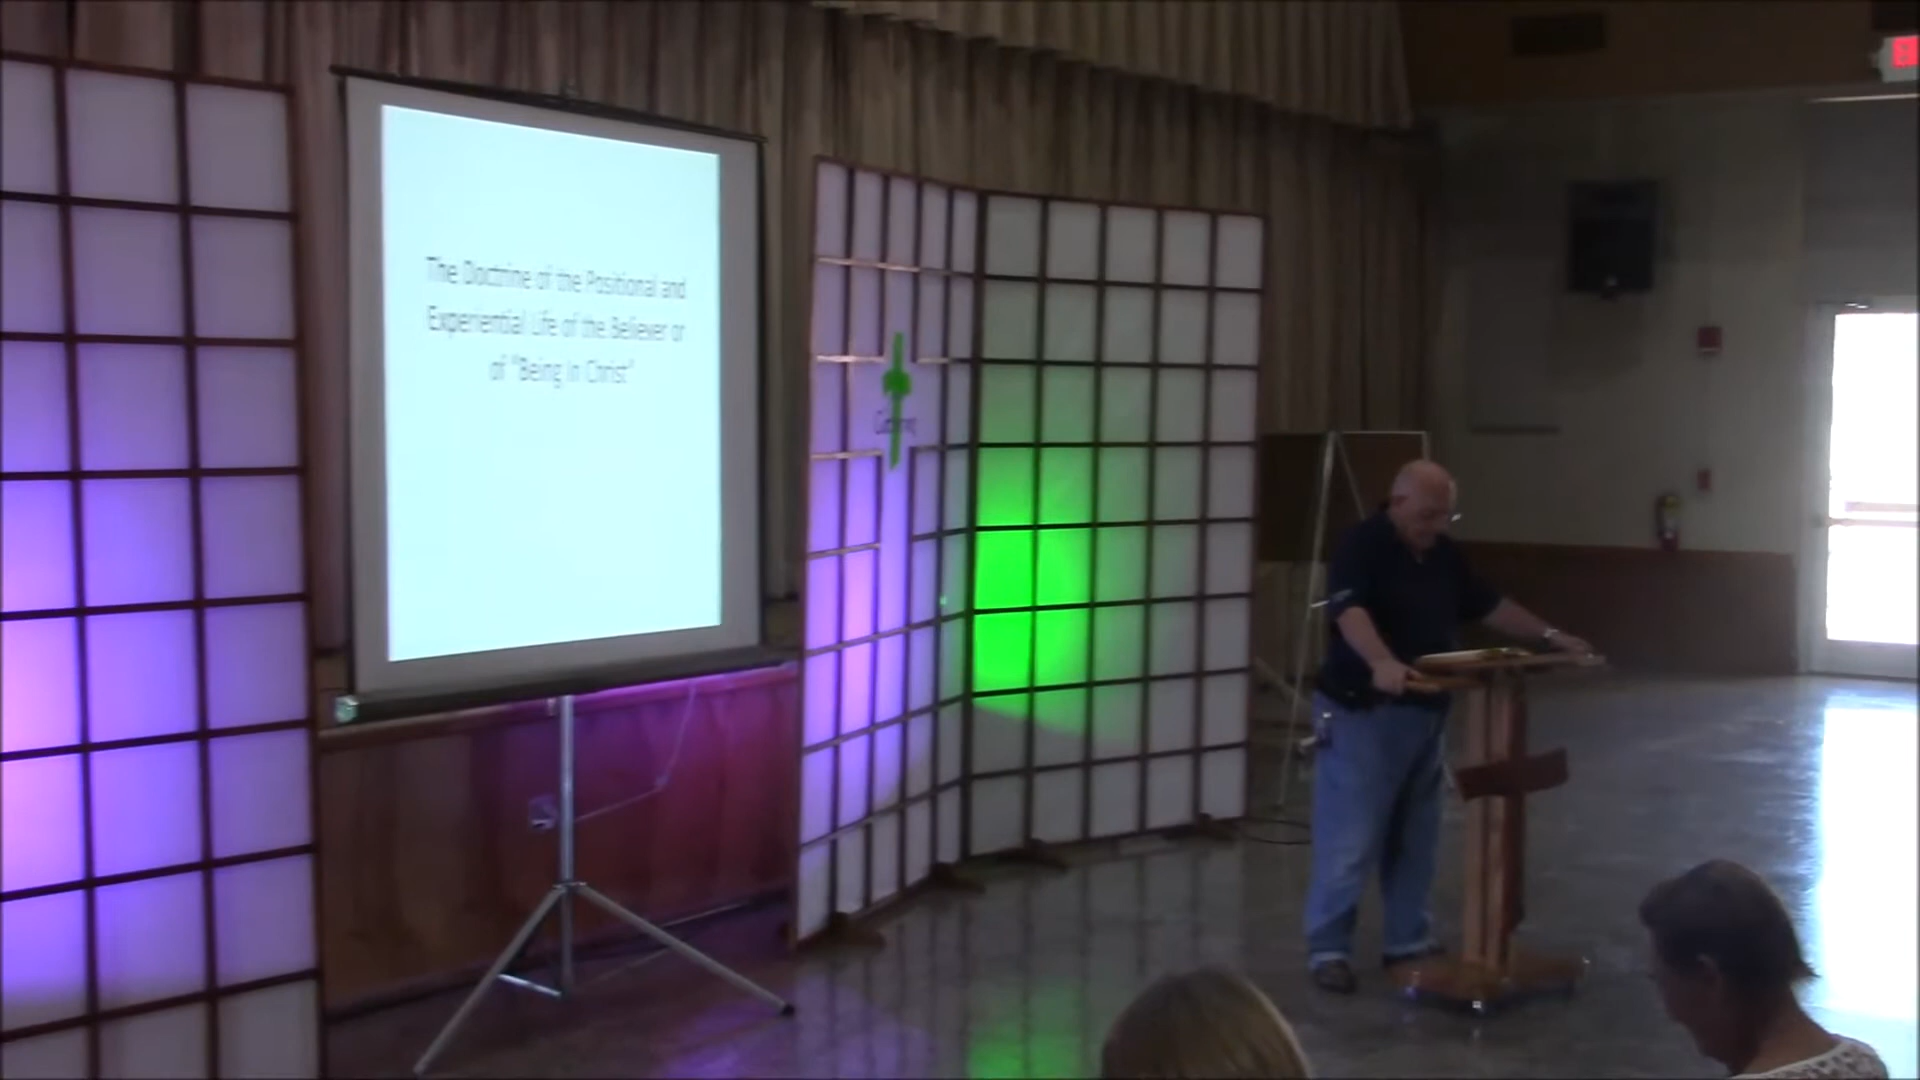 The Doctrine of the Positional and
Experiential Life of the Believer or
of "Being In Christ"